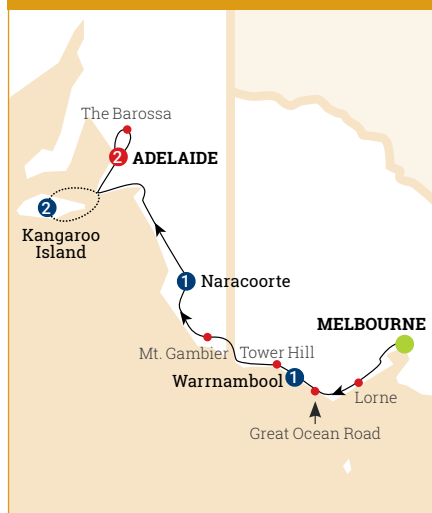 The Barossa
2 ADELAIDE
2
Kangaroo
Island
1 Naracoorte
MELBOURNE
Mt. Gambier
Tower Hill
Warrnambool 1
Lorne
Great Ocean Road